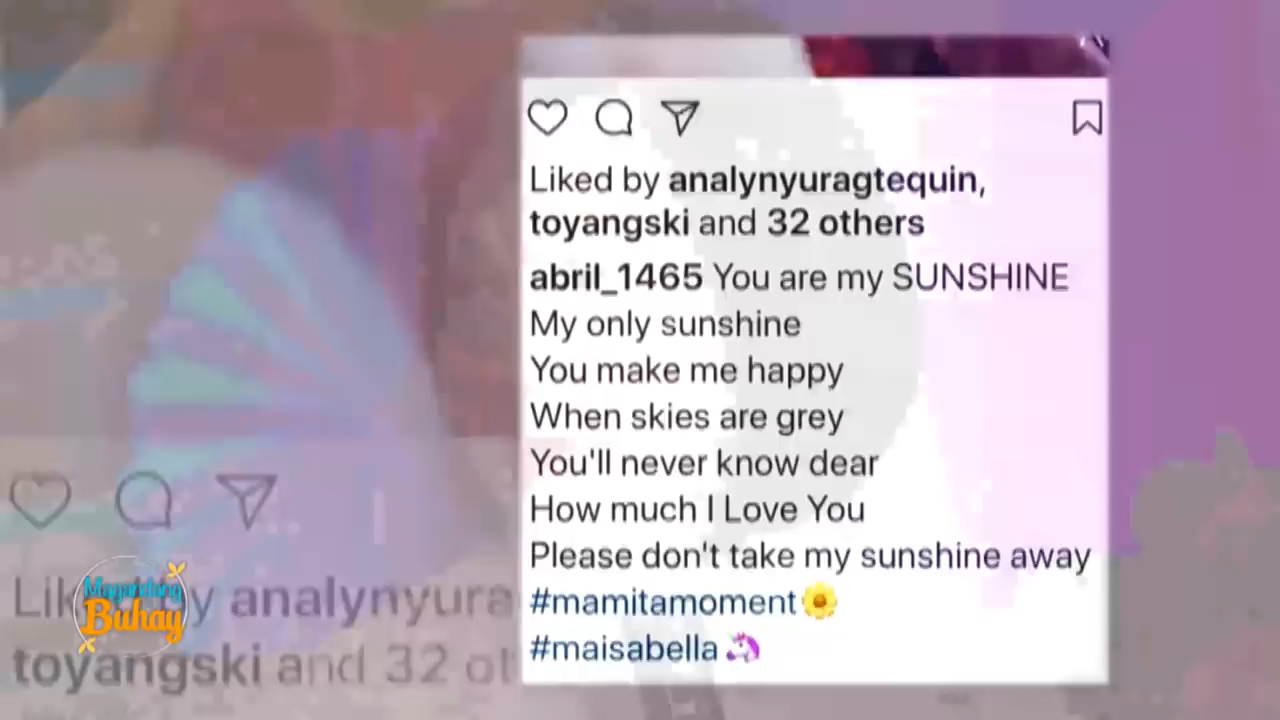 Liked by analynyuragtequin,
toyangski and 32 others
abril_1465 You are my SUNSHINE
My only sunshine
You make me happy
When skies are grey
You'll never know dear
How much I Love You
Please don't take my sunshine away
#mamitamoment🌼
#maisabella🦄
Liked by analynyura
toyangski and 32 ot
Magandang
Buhay